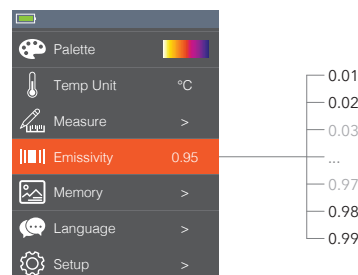 Palette
Temp Unit °C
Measure >
Emissivity 0.95
Memory >
Language >
Setup >
0.01
0.02
0.03
...
0.97
0.98
0.99